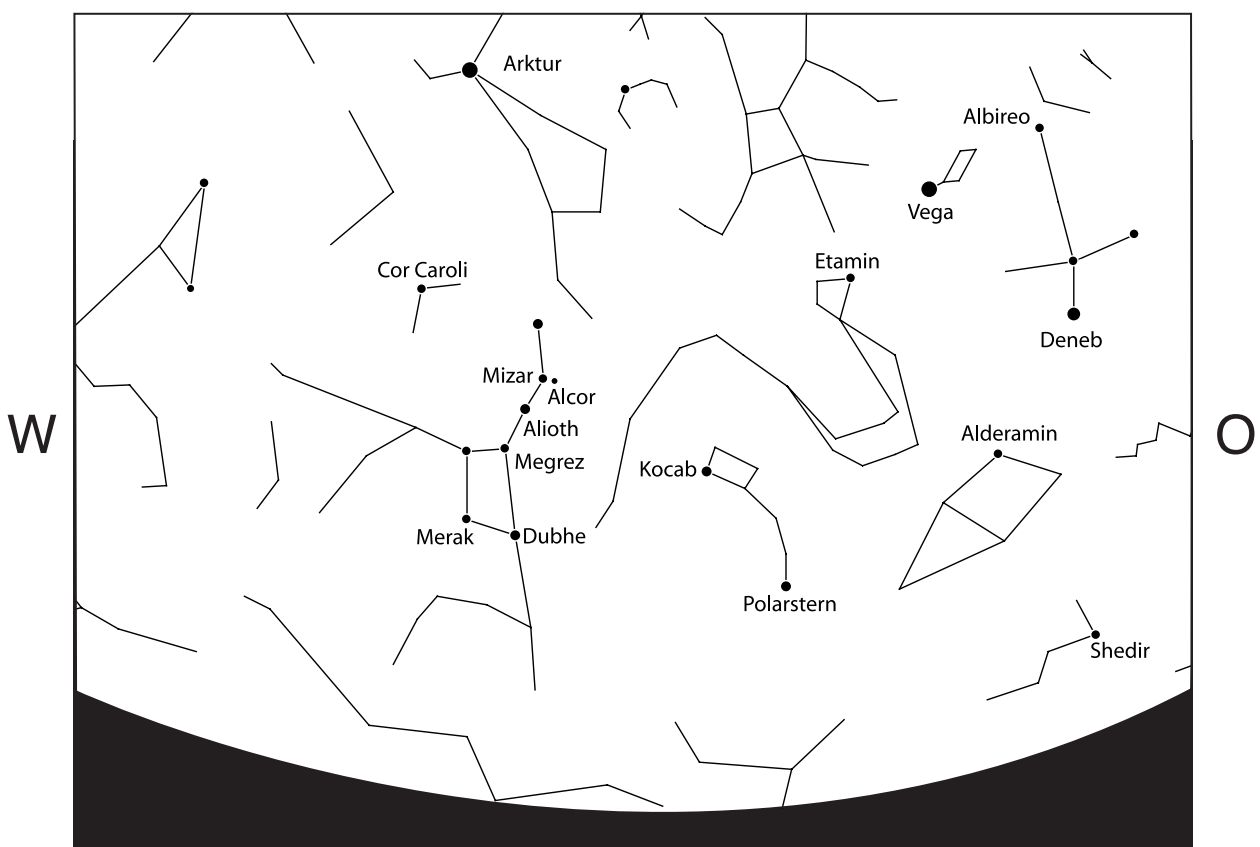 Arktur
Albireo
Vega
Cor Caroli
Etamin
Deneb
Mizar
Alcor
Alioth
W
O
Alderamin
Megrez
Kocab
Merak
Dubhe
Polarstern
Shedir